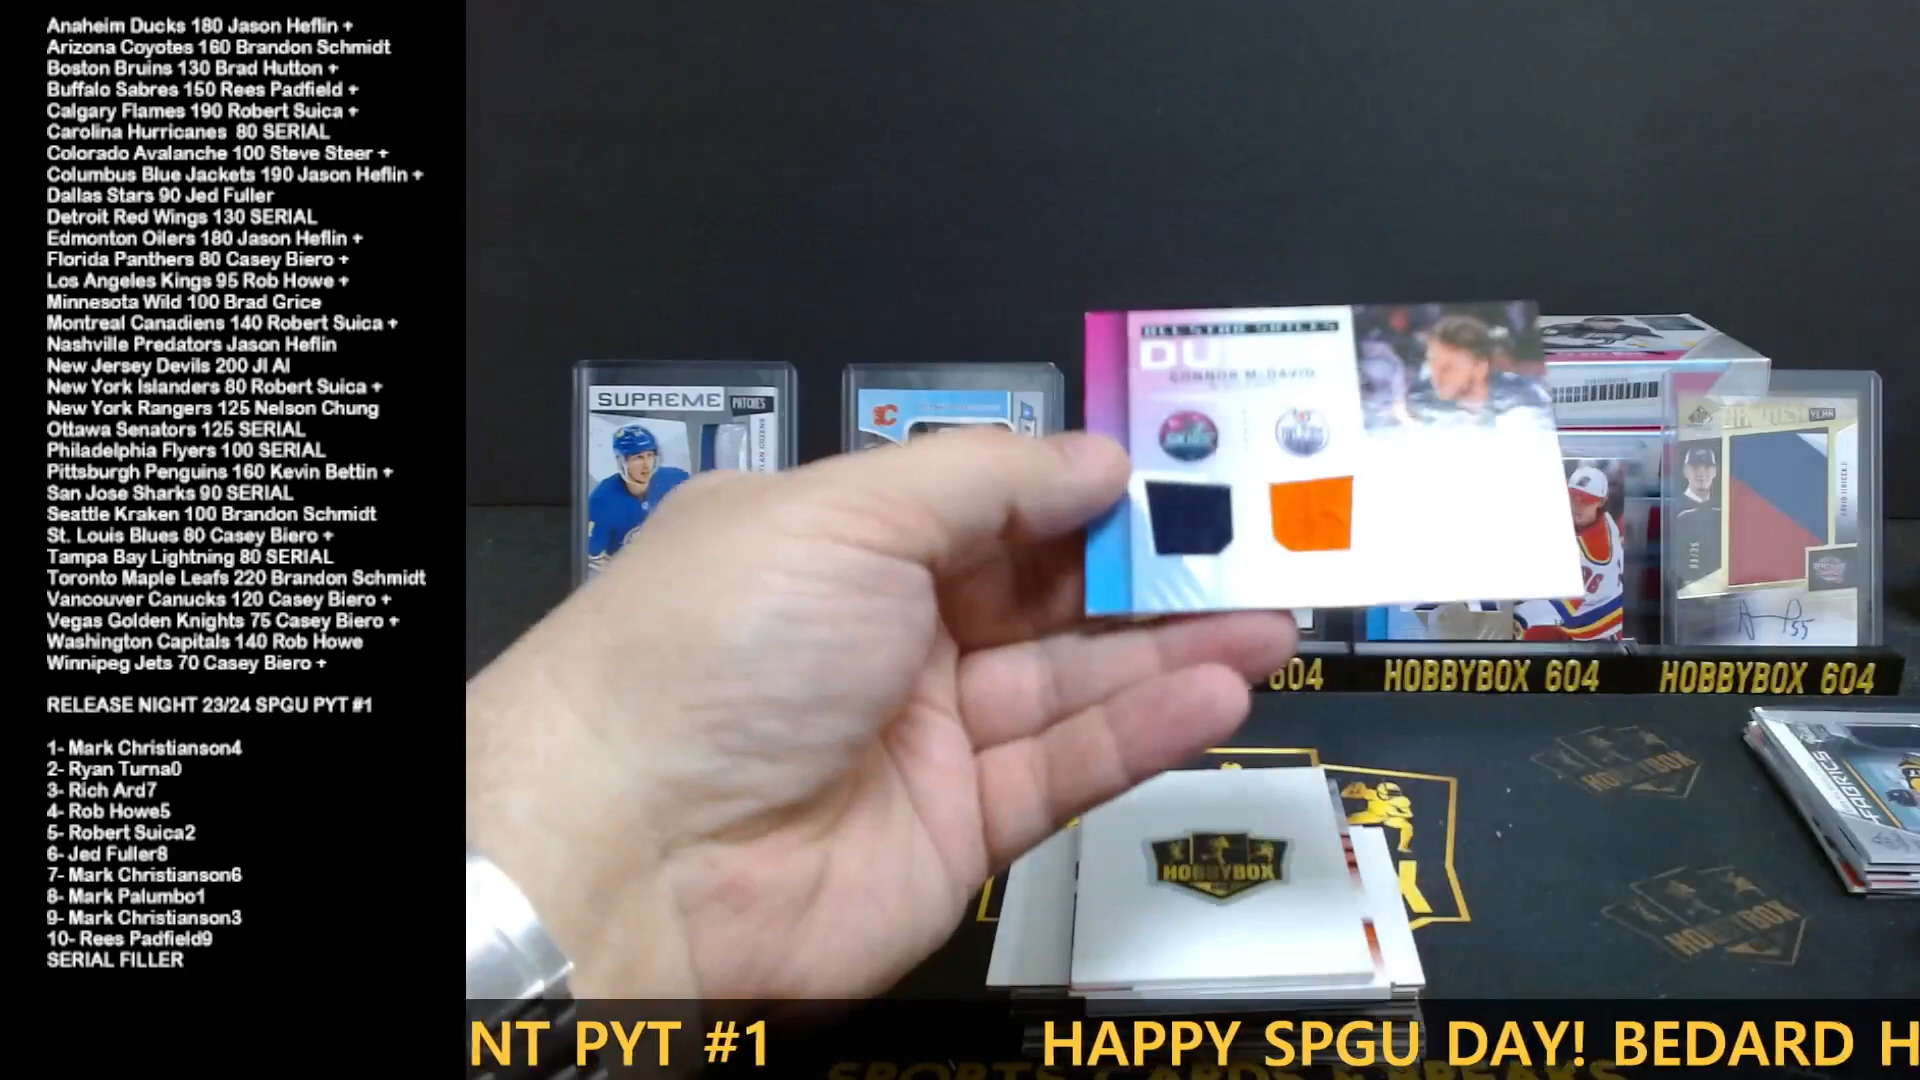 Anaheim Ducks 180 Jason Heflin +
Arizona Coyotes 160 Brandon Schmidt
Boston Bruins 130 Brad Hutton +
Buffalo Sabres 150 Rees Padfield +
Calgary Flames 190 Robert Suica +
Carolina Hurricanes  80 SERIAL
Colorado Avalanche 100 Steve Steer +
Columbus Blue Jackets 190 Jason Heflin +
Dallas Stars 90 Jed Fuller
Detroit Red Wings 130 SERIAL
Edmonton Oilers 180 Jason Heflin +
Florida Panthers 80 Casey Biero +
Los Angeles Kings 95 Rob Howe +
Minnesota Wild 100 Brad Grice
Montreal Canadiens 140 Robert Suica +
Nashville Predators Jason Heflin
New Jersey Devils 200 JI AI
New York Islanders 80 Robert Suica +
New York Rangers 125 Nelson Chung
Ottawa Senators 125 SERIAL
Philadelphia Flyers 100 SERIAL
Pittsburgh Penguins 160 Kevin Bettin +
San Jose Sharks 90 SERIAL
Seattle Kraken 100 Brandon Schmidt
St. Louis Blues 80 Casey Biero +
Tampa Bay Lightning 80 SERIAL
Toronto Maple Leafs 220 Brandon Schmidt
Vancouver Canucks 120 Casey Biero +
Vegas Golden Knights 75 Casey Biero +
Washington Capitals 140 Rob Howe
Winnipeg Jets 70 Casey Biero +
RELEASE NIGHT 23/24 SPGU PYT #1
1- Mark Christianson4
2- Ryan Turna0
3- Rich Ard7
4- Rob Howe5
5- Robert Suica2
6- Jed Fuller8
7- Mark Christianson6
8- Mark Palumbo1
9- Mark Christianson3
10- Rees Padfield9
SERIAL FILLER
SUPREME PATCHES
DU
CONNOR McDAVID
604
HOBBYBOX 604
HOBBYBOX 604
HOBBYBOX
HOBBYBOX
HOBBYBOX
FABRICS
NT PYT #1
HAPPY SPGU DAY! BEDARD H
SPORTS CARDS N BREAKS